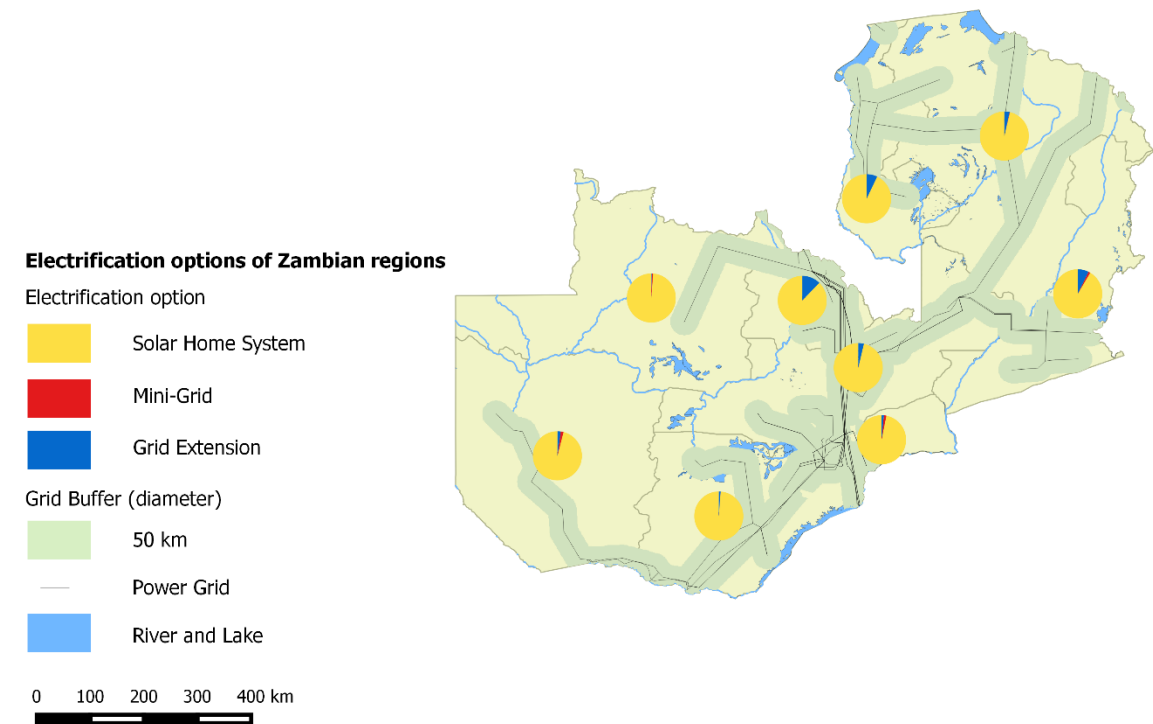 Electrification options of Zambian regions
Electrification option
Solar Home System
Mini-Grid
Grid Extension
Grid Buffer (diameter)
50 km
Power Grid
River and Lake
0 100 200 300 400 km